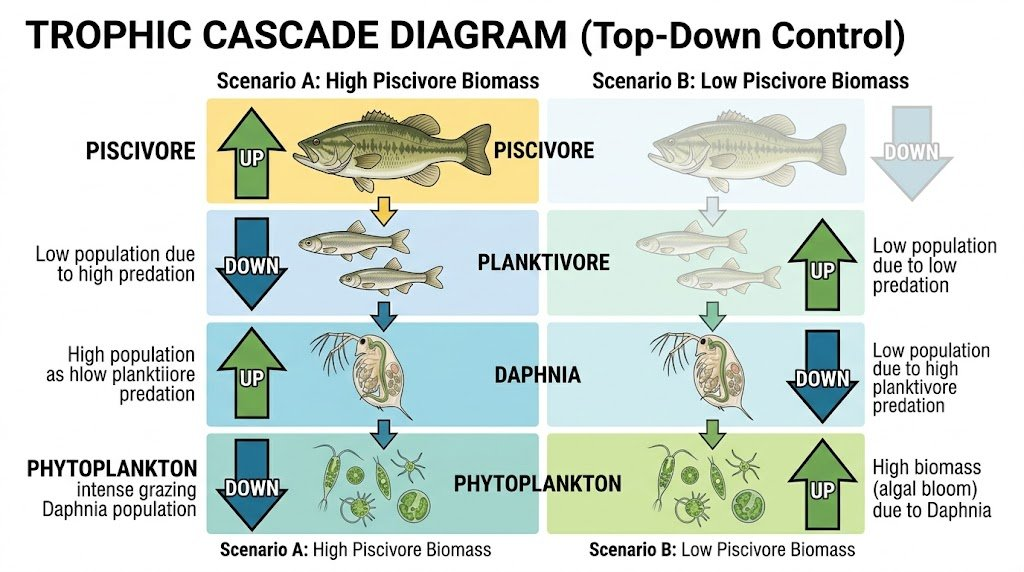 TROPHIC CASCADE DIAGRAM (Top-Down Control)
Scenario A: High Piscivore Biomass
Scenario B: Low Piscivore Biomass
PISCIVORE
UP
PISCIVORE
DOWN
Low population due
to high predation
DOWN
PLANKTIVORE
UP
Low population
due to low
predation
High population
as hlow planktiiore
predation
UP
DAPHNIA
DOWN
Low population
due to high
planktivore
predation
PHYTOPLANKTON
intense grazing
Daphnia population
DOWN
PHYTOPLANKTON
UP
High biomass
(algal bloom)
due to Daphnia
Scenario A: High Piscivore Biomass
Scenario B: Low Piscivore Biomass